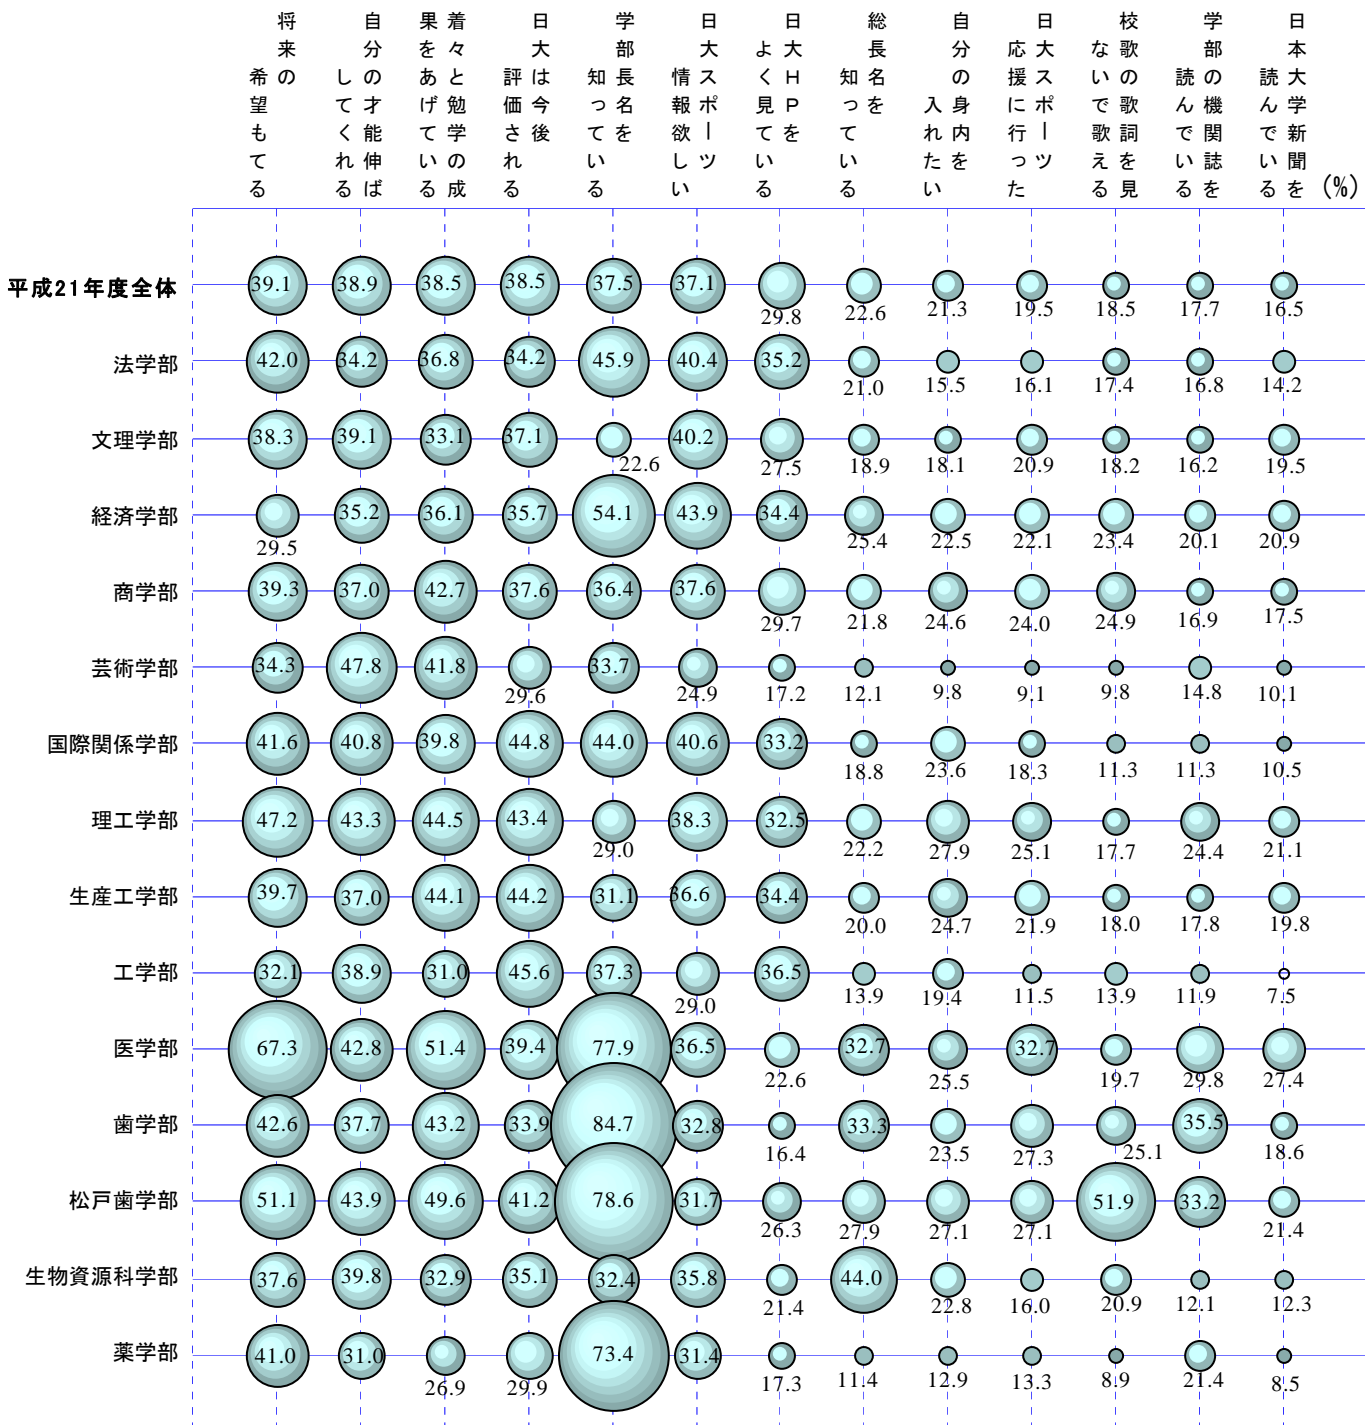 将来の
希望もてる
自分の才能伸ば
してくれる
着々と勉学の成
果をあげている
日大は今後
評価される
学部長名を
知っている
日大スポーツ
情報欲しい
日大ＨＰを
よく見ている
総長名を
知っている
自分の身内を
入れたい
日大スポーツ
応援に行った
校歌の歌詞を見
ないで歌える
学部の機関誌を
読んでいる
日本大学新聞を
読んでいる
(%)
平成21年度全体 39.1 38.9 38.5 38.5 37.5 37.1 29.8 22.6 21.3 19.5 18.5 17.7 16.5
法学部 42.0 34.2 36.8 34.2 45.9 40.4 35.2 21.0 15.5 16.1 17.4 16.8 14.2
文理学部 38.3 39.1 33.1 37.1 22.6 40.2 27.5 18.9 18.1 20.9 18.2 16.2 19.5
経済学部 29.5 35.2 36.1 35.7 54.1 43.9 34.4 25.4 22.5 22.1 23.4 20.1 20.9
商学部 39.3 37.0 42.7 37.6 36.4 37.6 29.7 21.8 24.6 24.0 24.9 16.9 17.5
芸術学部 34.3 47.8 41.8 29.6 33.7 24.9 17.2 12.1 9.8 9.1 9.8 14.8 10.1
国際関係学部 41.6 40.8 39.8 44.8 44.0 40.6 33.2 18.8 23.6 18.3 11.3 11.3 10.5
理工学部 47.2 43.3 44.5 43.4 29.0 38.3 32.5 22.2 27.9 25.1 17.7 24.4 21.1
生産工学部 39.7 37.0 44.1 44.2 31.1 36.6 34.4 20.0 24.7 21.9 18.0 17.8 19.8
工学部 32.1 38.9 31.0 45.6 37.3 29.0 36.5 13.9 19.4 11.5 13.9 11.9 7.5
医学部 67.3 42.8 51.4 39.4 77.9 36.5 22.6 32.7 25.5 32.7 19.7 29.8 27.4
歯学部 42.6 37.7 43.2 33.9 84.7 32.8 16.4 33.3 23.5 27.3 25.1 35.5 18.6
松戸歯学部 51.1 43.9 49.6 41.2 78.6 31.7 26.3 27.9 27.1 27.1 51.9 33.2 21.4
生物資源科学部 37.6 39.8 32.9 35.1 32.4 35.8 21.4 44.0 22.8 16.0 20.9 12.1 12.3
薬学部 41.0 31.0 26.9 29.9 73.4 31.4 17.3 11.4 12.9 13.3 8.9 21.4 8.5